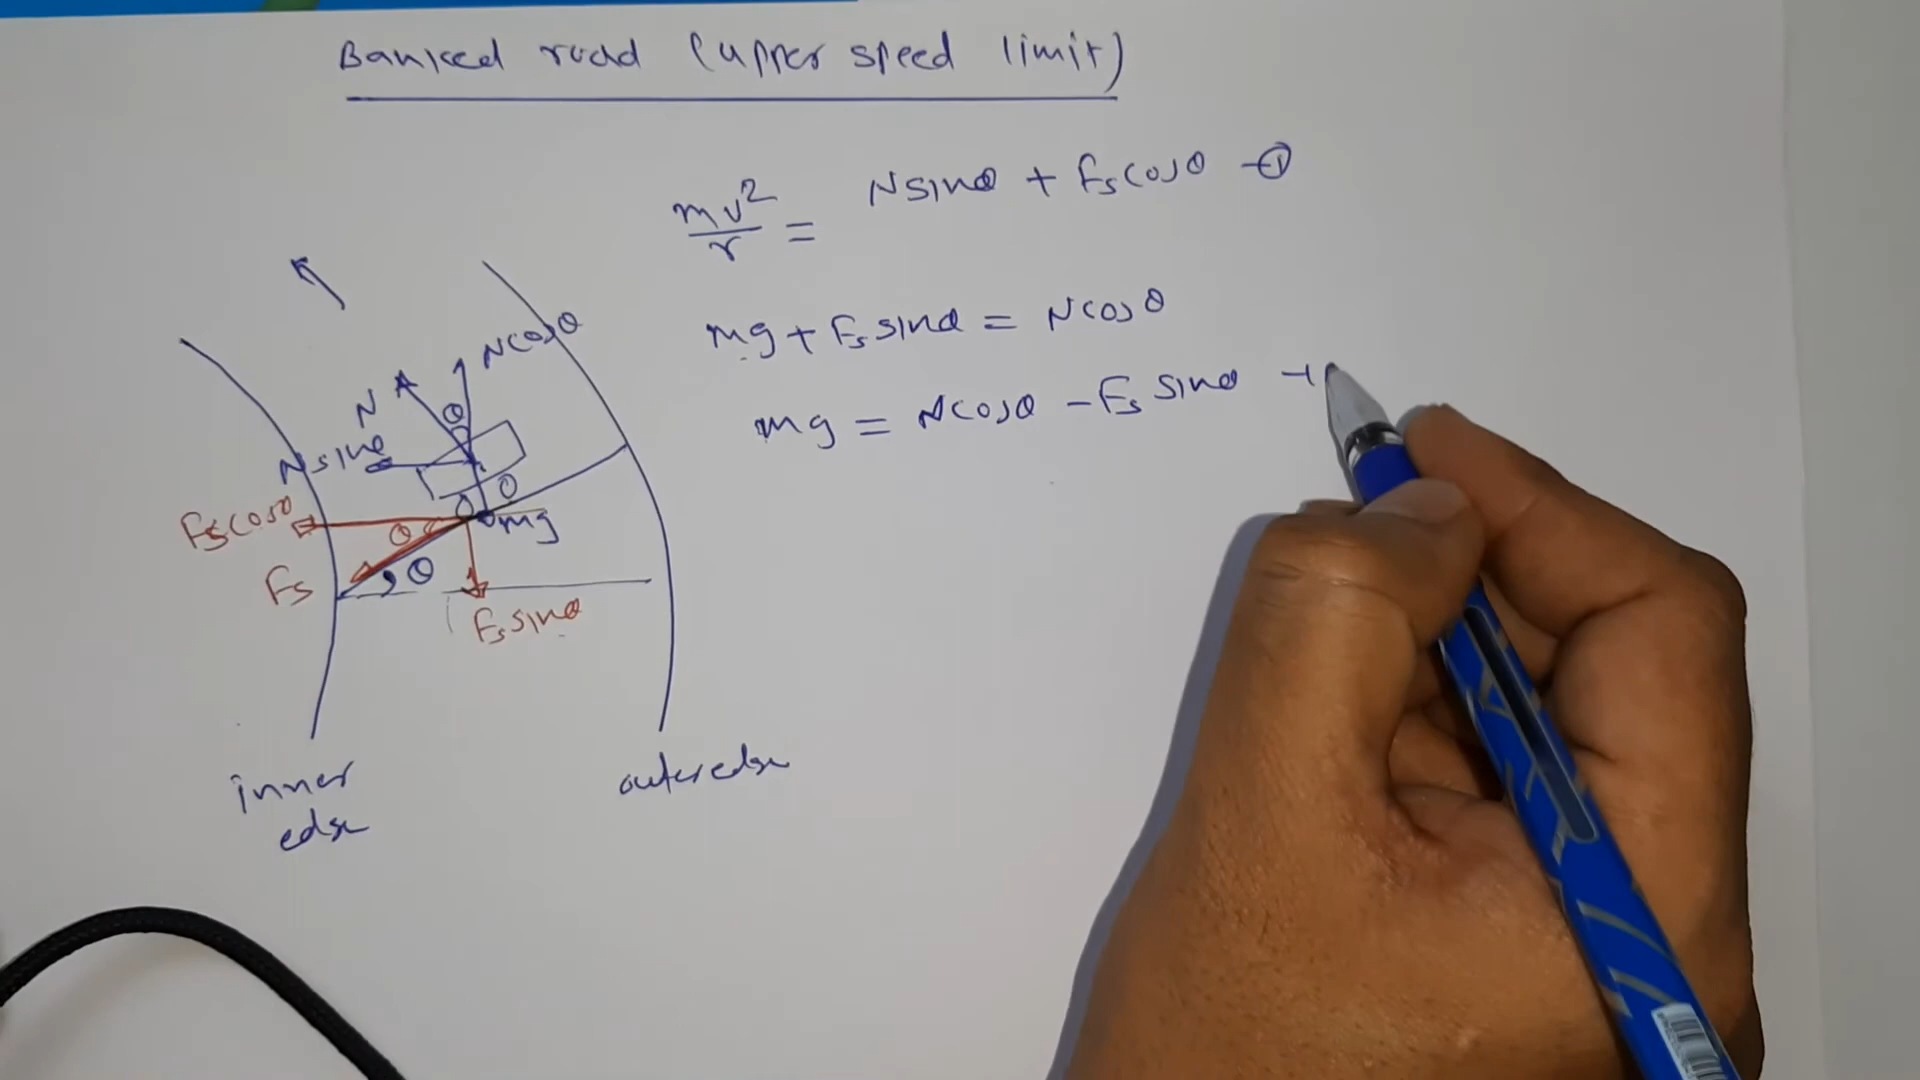 Banked road (upper speed limit)
mv²/r = N sinθ + Fs cosθ -①
mg + Fs sinθ = N cosθ
mg = N cosθ - Fs sinθ -
N cosθ
N
θ
N sinθ
θ
θ
Fs cosθ
θ
mg
Fs
θ
Fs sinθ
inner
edge
outer edge